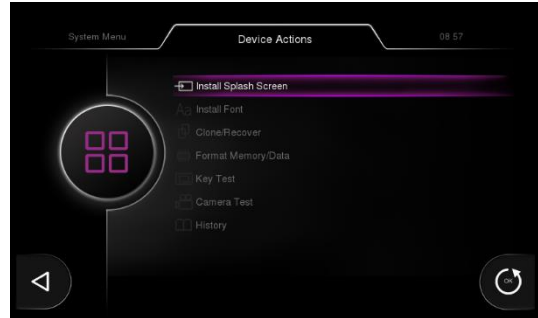 System Menu
Device Actions
08 57
Install Splash Screen
Aa Install Font
Clone/Recover
Format Memory/Data
Key Test
Camera Test
History
OK